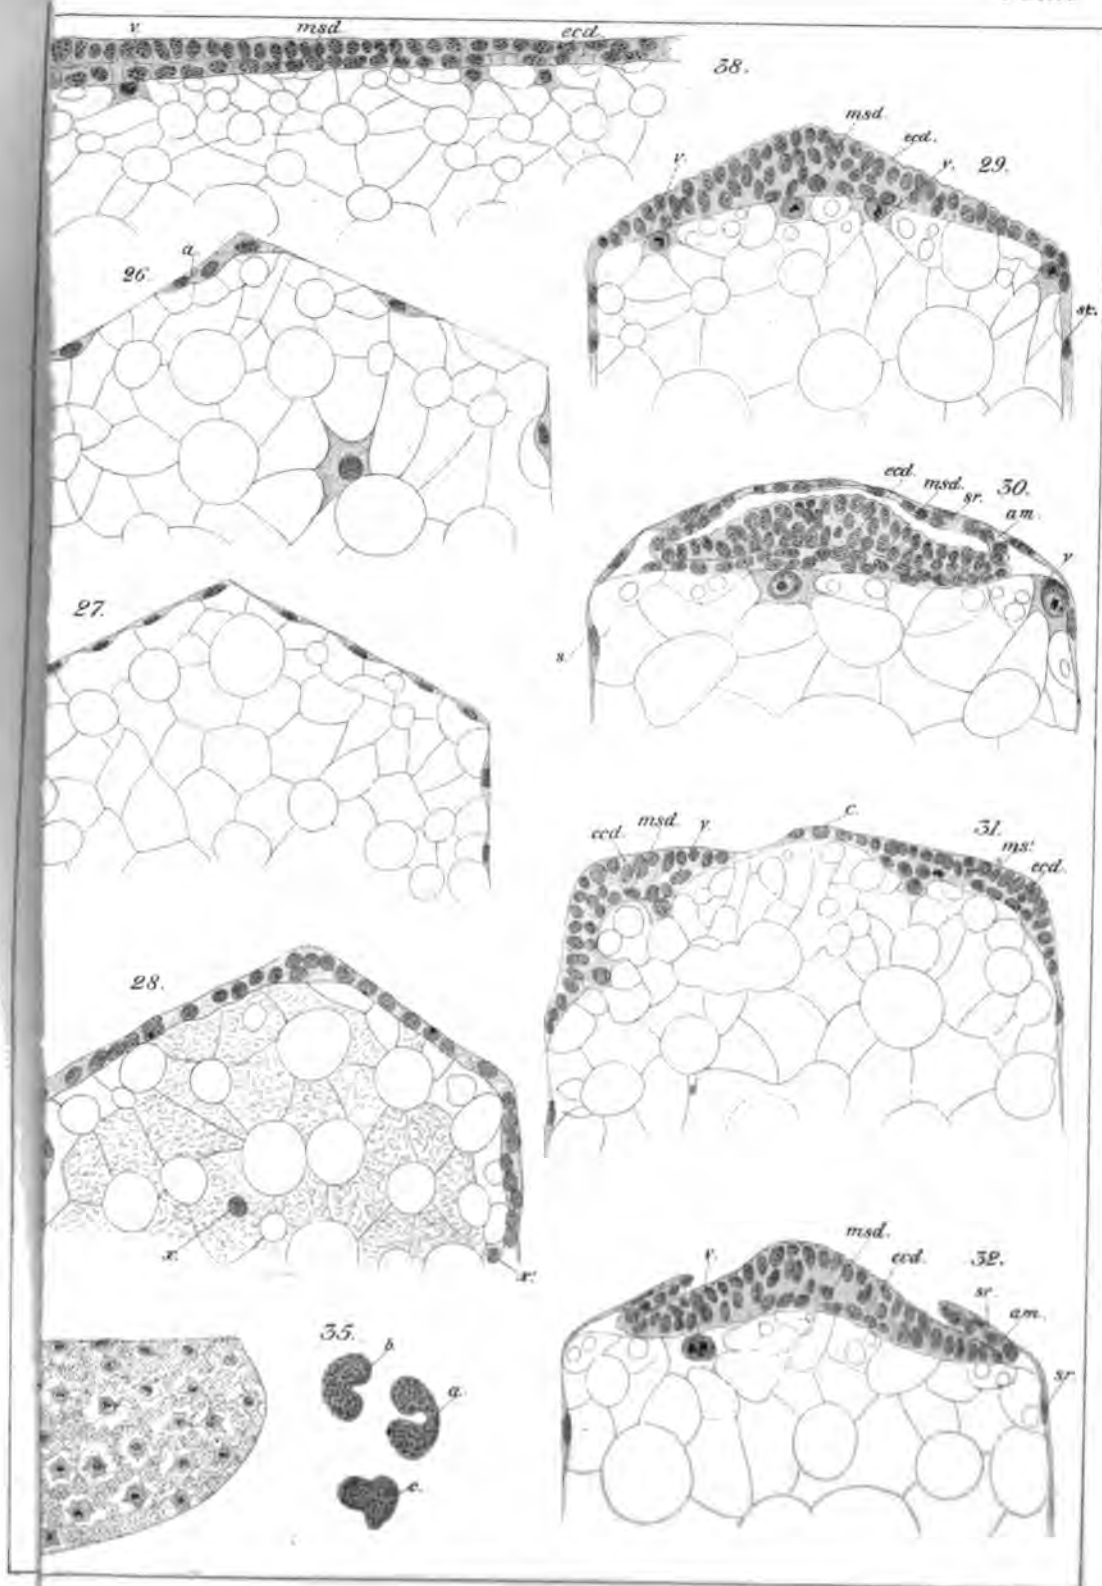 v. msd. ecd.
38.
msd.
ecd.
v.
v. 29.
st.
26.
a.
ecd. msd. sr. 30.
am.
v
s.
27.
c.
ecd. msd. v.
31.
ecd.
28.
x.
x'
msd.
v.
ecd. 32.
sr.
am.
sr
35.
b.
a.
c.